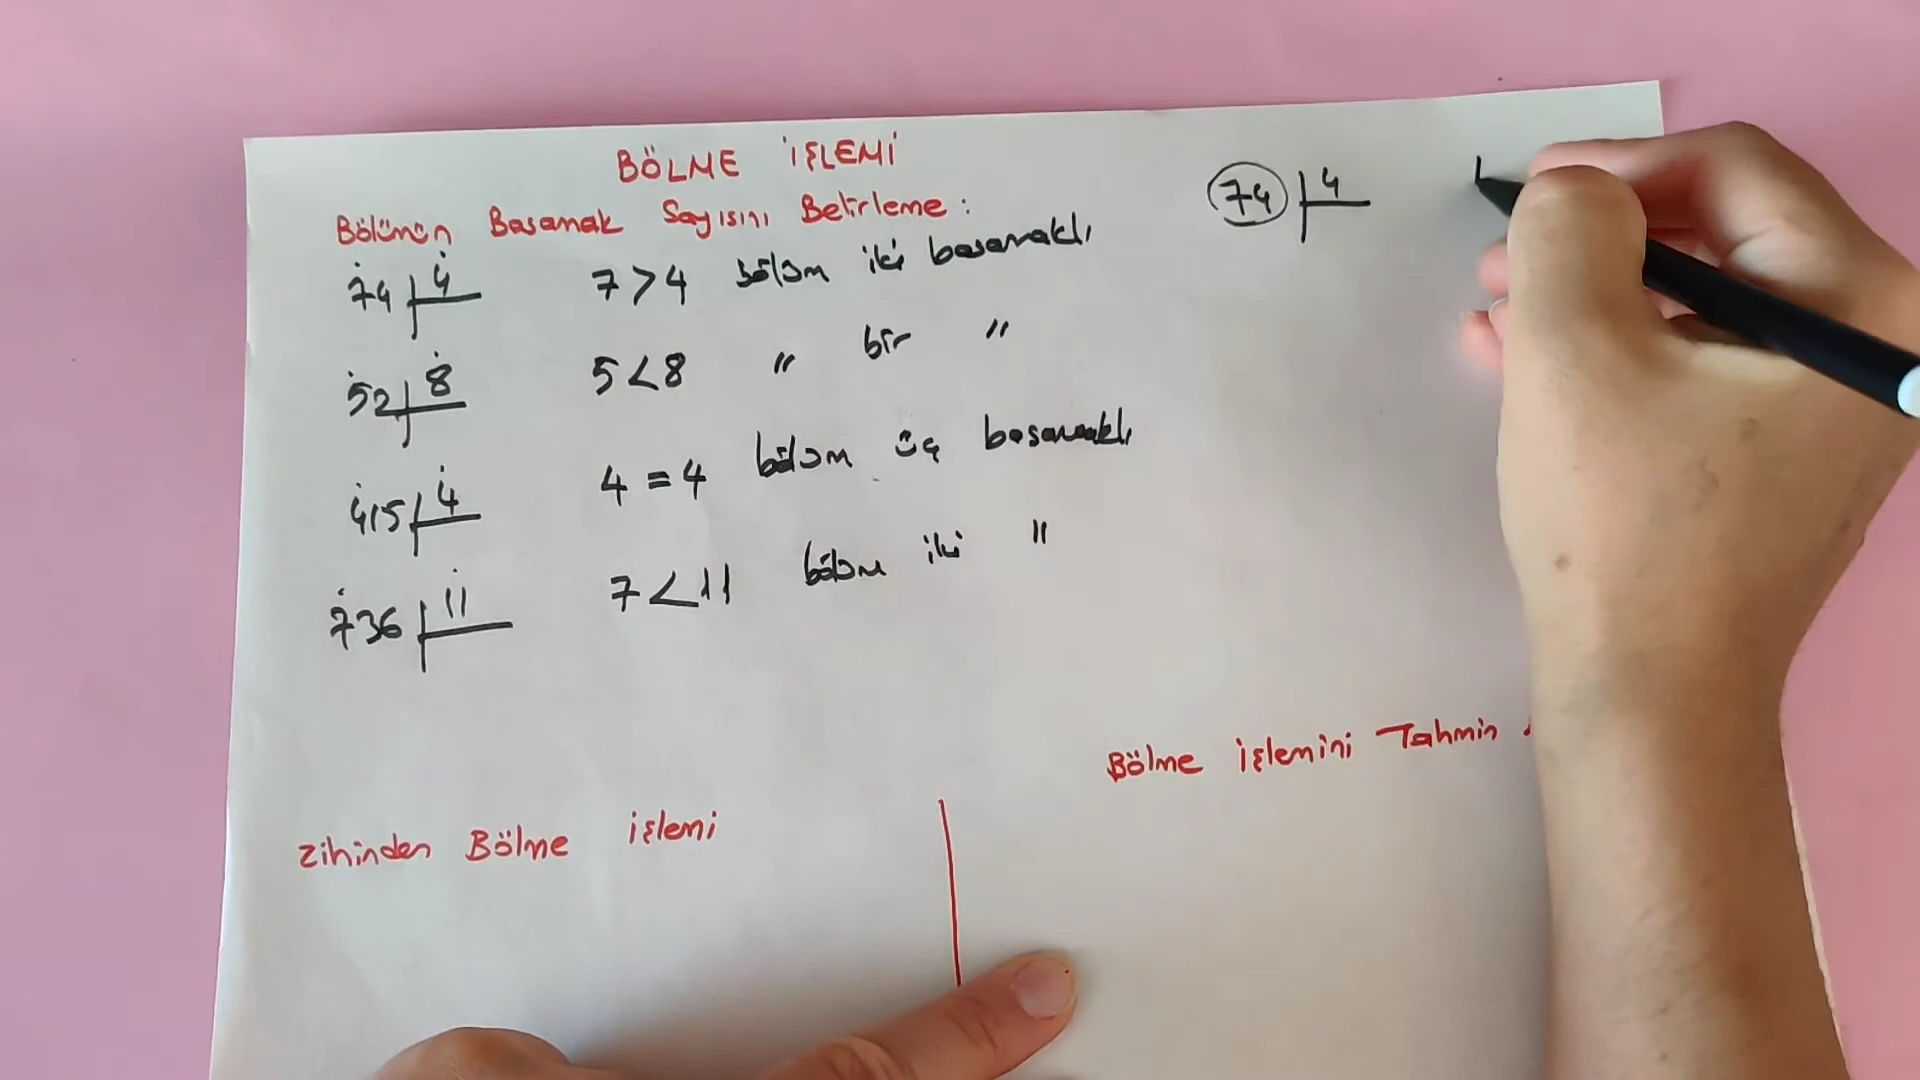 BÖLME İŞLEMİ
Bölünün Basamak Sayısını Belirleme:
74 | 4 7 > 4 bölüm iki basamaklı
52 | 8 5 < 8 " bir "
415 | 4 4 = 4 bölüm üç basamaklı
736 | 11 7 < 11 bölüm iki "
74 | 4
Bölme işlemini Tahmin
Zihinden Bölme işlemi